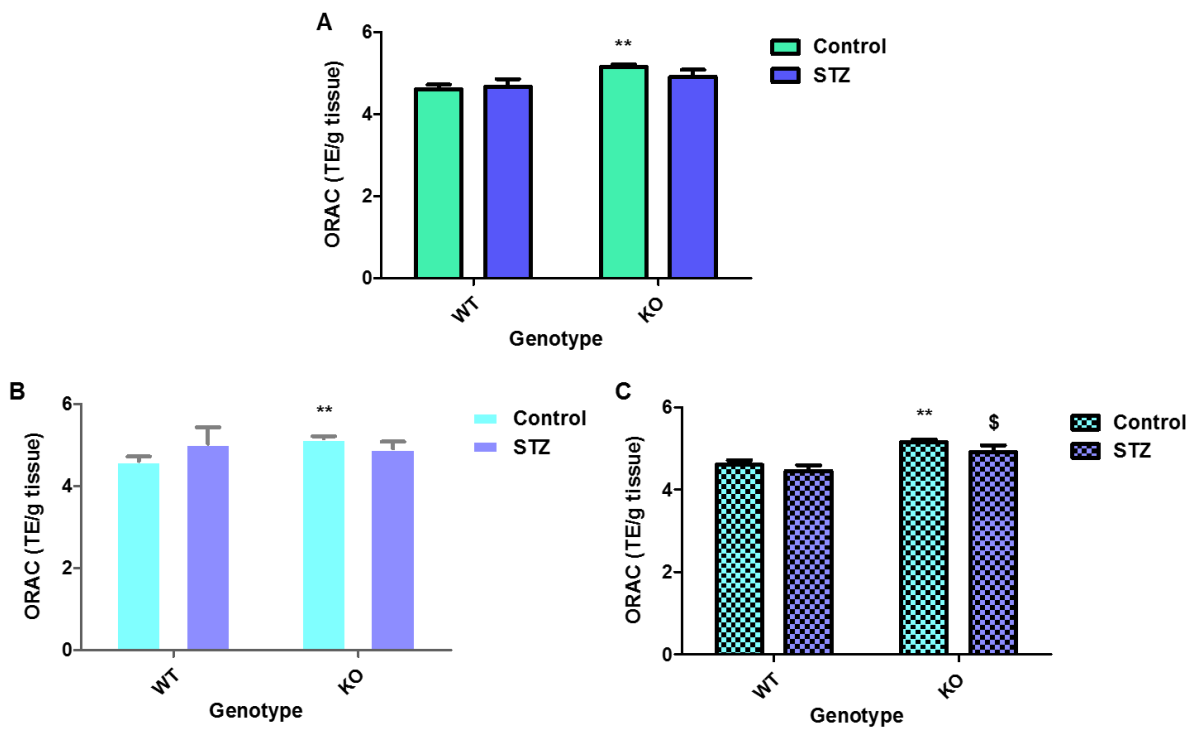 A
ORAC (TE/g tissue)
6
4
2
0
**
WT
KO
Genotype
Control
STZ
B
ORAC (TE/g tissue)
6
4
2
0
**
WT
KO
Genotype
Control
STZ
C
ORAC (TE/g tissue)
6
4
2
0
**
$
WT
KO
Genotype
Control
STZ